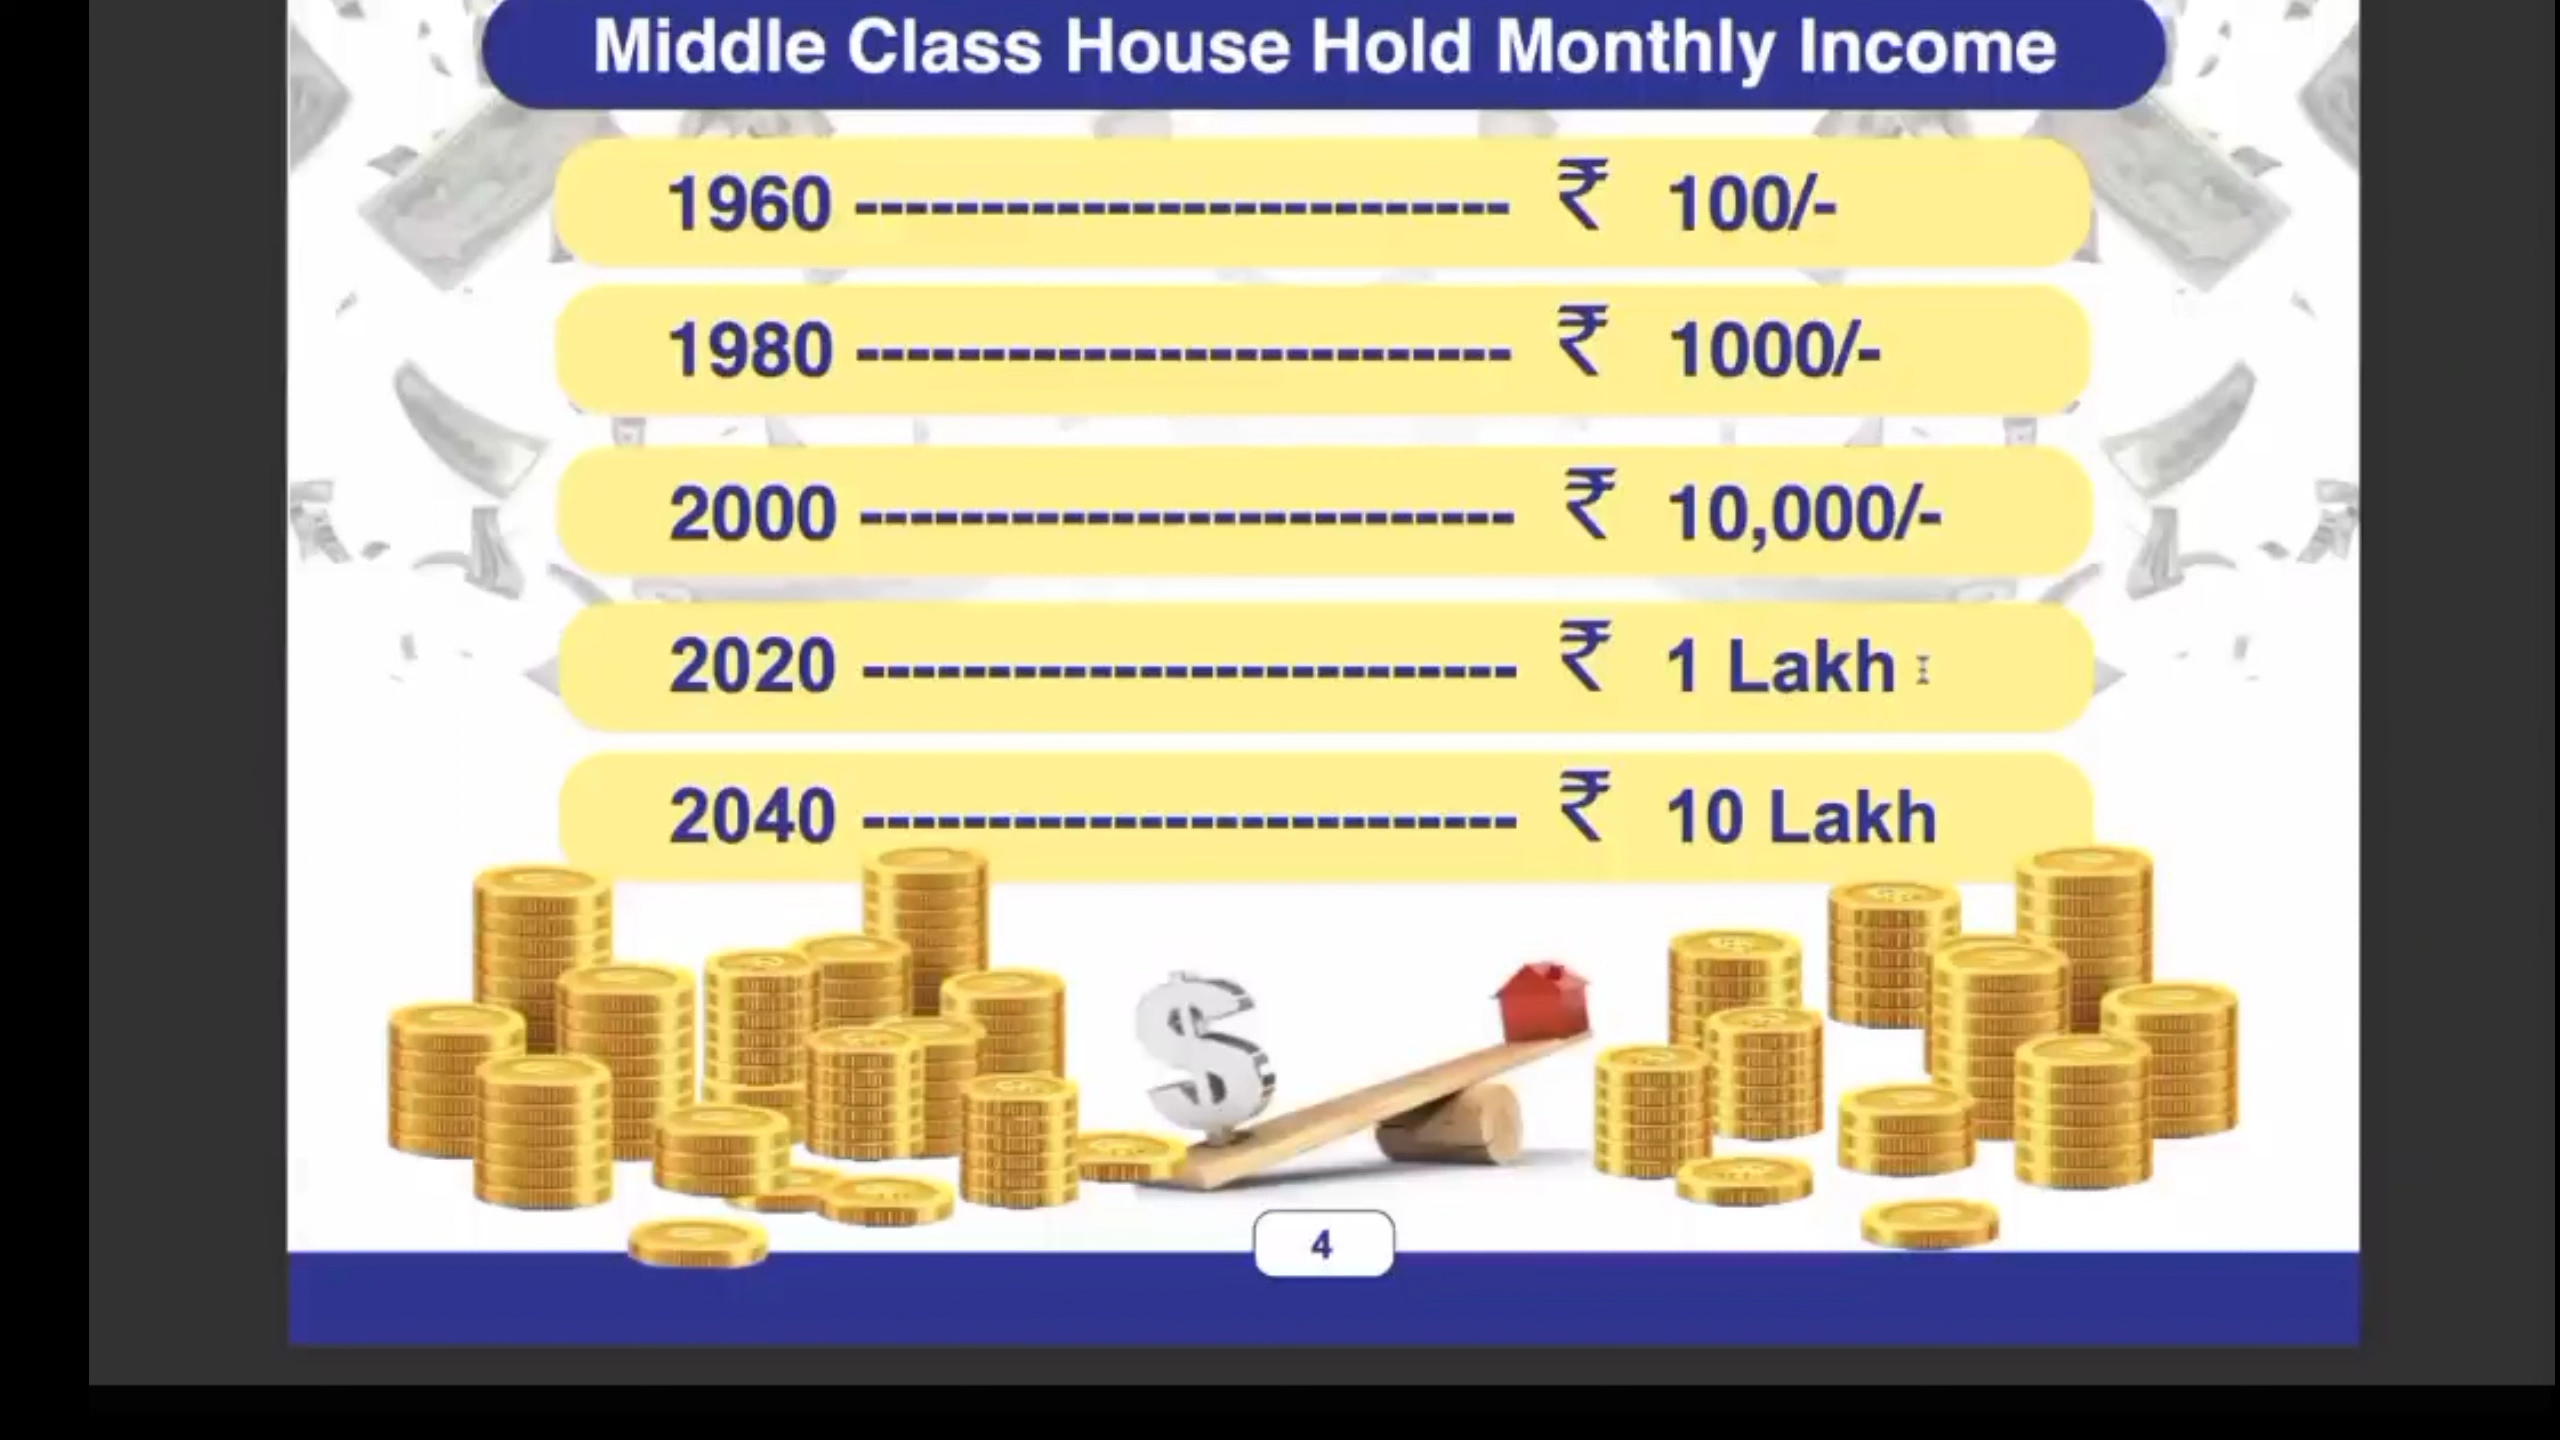 Middle Class House Hold Monthly Income
1960 -------------------------- ₹ 100/-
1980 -------------------------- ₹ 1000/-
2000 -------------------------- ₹ 10,000/-
2020 -------------------------- ₹ 1 Lakh
2040 -------------------------- ₹ 10 Lakh
$
4